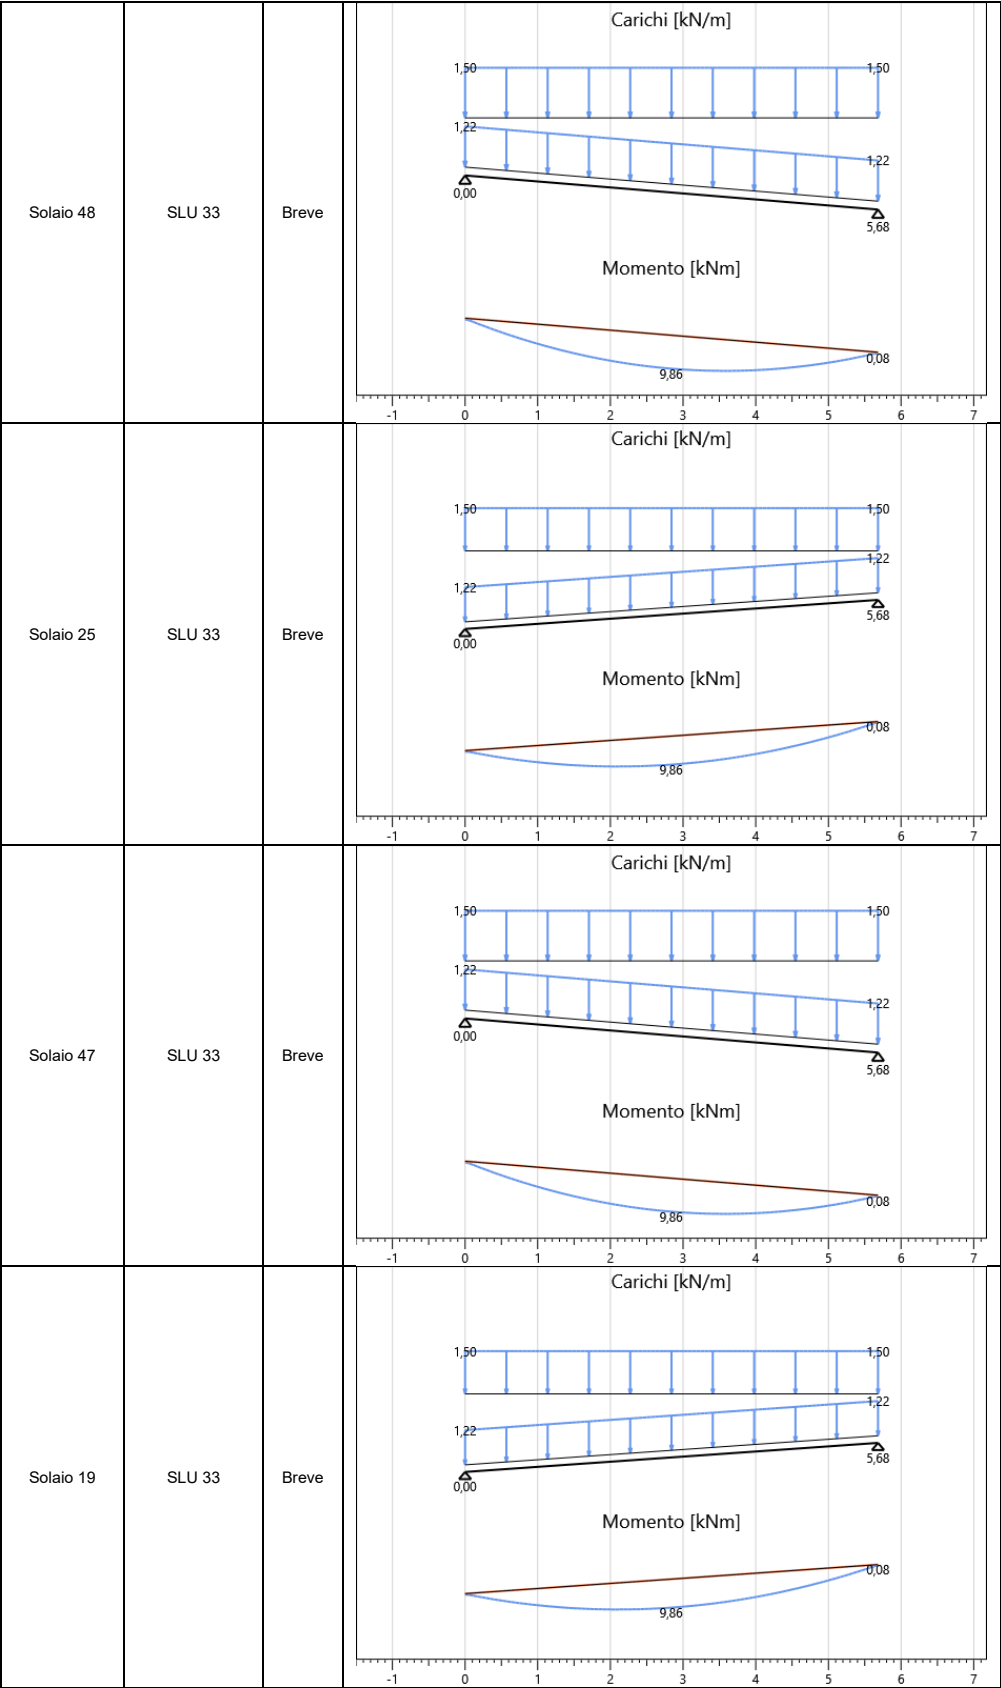 Carichi [kN/m]
1,50 1,50
1,22
1,22
0,00
5,68
Solaio 48 SLU 33 Breve
Momento [kNm]
0,08
9,86
-1 0 1 2 3 4 5 6 7
Carichi [kN/m]
1,50 1,50
1,22
1,22
5,68
0,00
Solaio 25 SLU 33 Breve
Momento [kNm]
0,08
9,86
-1 0 1 2 3 4 5 6 7
Carichi [kN/m]
1,50 1,50
1,22
1,22
0,00
5,68
Solaio 47 SLU 33 Breve
Momento [kNm]
0,08
9,86
-1 0 1 2 3 4 5 6 7
Carichi [kN/m]
1,50 1,50
1,22
1,22
5,68
0,00
Solaio 19 SLU 33 Breve
Momento [kNm]
0,08
9,86
-1 0 1 2 3 4 5 6 7